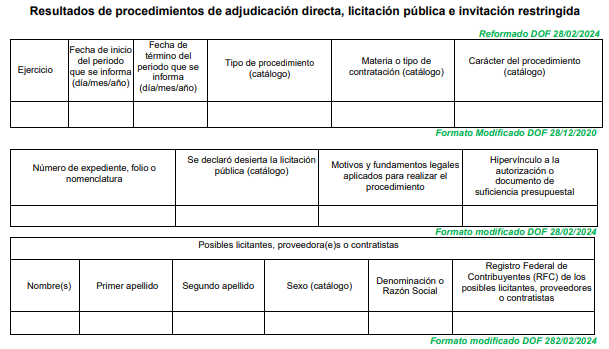 Resultados de procedimientos de adjudicación directa, licitación pública e invitación restringida
Reformado DOF 28/02/2024
Ejercicio
Fecha de inicio
del periodo
que se informa
(día/mes/año)
Fecha de
término del
periodo que se
informa
(día/mes/año)
Tipo de procedimiento
(catálogo)
Materia o tipo de
contratación (catálogo)
Carácter del procedimiento
(catálogo)
Formato Modificado DOF 28/12/2020
Número de expediente, folio o
nomenclatura
Se declaró desierta la licitación
pública (catálogo)
Motivos y fundamentos legales
aplicados para realizar el
procedimiento
Hipervínculo a la
autorización o
documento de
suficiencia presupuestal
Formato modificado DOF 28/02/2024
Posibles licitantes, proveedora(e)s o contratistas
Nombre(s)
Primer apellido
Segundo apellido
Sexo (catálogo)
Denominación o
Razón Social
Registro Federal de
Contribuyentes (RFC) de los
posibles licitantes, proveedores
o contratistas
Formato modificado DOF 282/02/2024